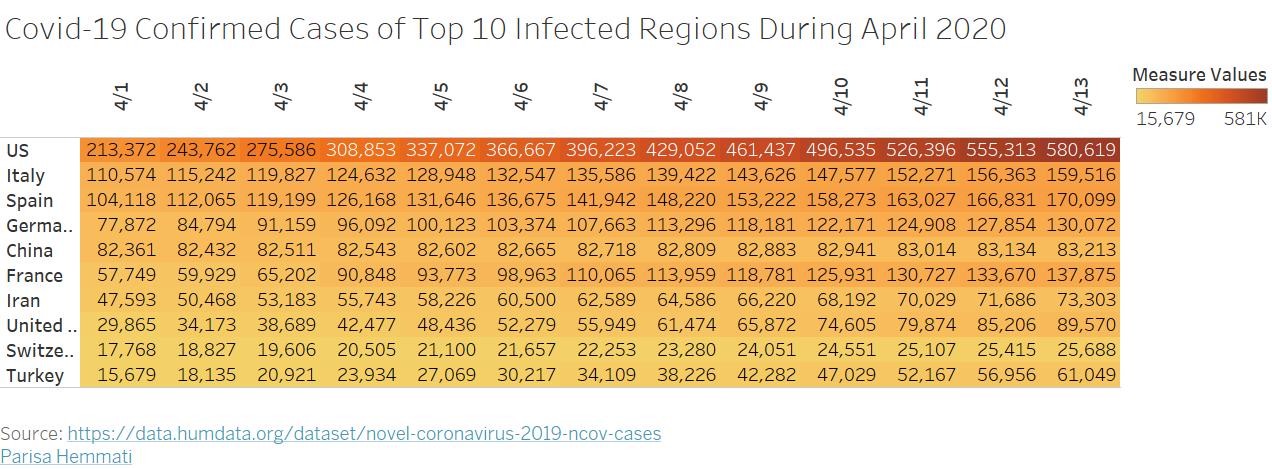 Covid-19 Confirmed Cases of Top 10 Infected Regions During April 2020
Measure Values
15,679 581K
4/1 4/2 4/3 4/4 4/5 4/6 4/7 4/8 4/9 4/10 4/11 4/12 4/13
US 213,372 243,762 275,586 308,853 337,072 366,667 396,223 429,052 461,437 496,535 526,396 555,313 580,619
Italy 110,574 115,242 119,827 124,632 128,948 132,547 135,586 139,422 143,626 147,577 152,271 156,363 159,516
Spain 104,118 112,065 119,199 126,168 131,646 136,675 141,942 148,220 153,222 158,273 163,027 166,831 170,099
Germa.. 77,872 84,794 91,159 96,092 100,123 103,374 107,663 113,296 118,181 122,171 124,908 127,854 130,072
China 82,361 82,432 82,511 82,543 82,602 82,665 82,718 82,809 82,883 82,941 83,014 83,134 83,213
France 57,749 59,929 65,202 90,848 93,773 98,963 110,065 113,959 118,781 125,931 130,727 133,670 137,875
Iran 47,593 50,468 53,183 55,743 58,226 60,500 62,589 64,586 66,220 68,192 70,029 71,686 73,303
United .. 29,865 34,173 38,689 42,477 48,436 52,279 55,949 61,474 65,872 74,605 79,874 85,206 89,570
Switze.. 17,768 18,827 19,606 20,505 21,100 21,657 22,253 23,280 24,051 24,551 25,107 25,415 25,688
Turkey 15,679 18,135 20,921 23,934 27,069 30,217 34,109 38,226 42,282 47,029 52,167 56,956 61,049
Source: https://data.humdata.org/dataset/novel-coronavirus-2019-ncov-cases
Parisa Hemmati